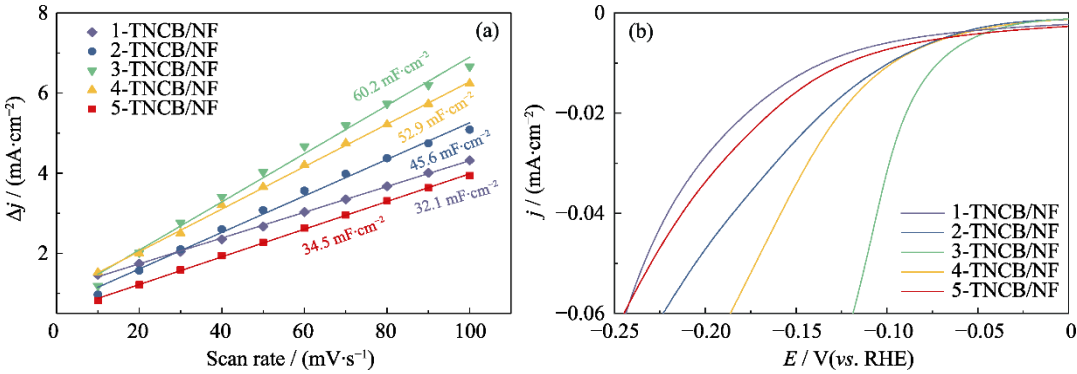 8
6
4
2
0
20
40
60
80
100
Δj / (mA·cm⁻²)
Scan rate / (mV·s⁻¹)
(a)
1-TNCB/NF
2-TNCB/NF
3-TNCB/NF
4-TNCB/NF
5-TNCB/NF
60.2 mF·cm⁻²
52.9 mF·cm⁻²
45.6 mF·cm⁻²
32.1 mF·cm⁻²
34.5 mF·cm⁻²
0
−0.02
−0.04
−0.06
−0.25
−0.20
−0.15
−0.10
−0.05
0
j / (mA·cm⁻²)
E / V(vs. RHE)
(b)
1-TNCB/NF
2-TNCB/NF
3-TNCB/NF
4-TNCB/NF
5-TNCB/NF